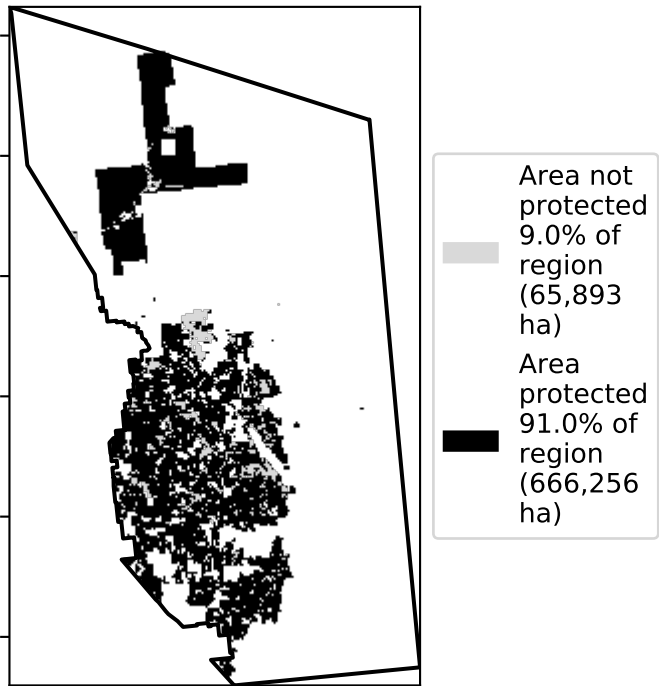 Area not
protected
9.0% of
region
(65,893
ha)
Area
protected
91.0% of
region
(666,256
ha)